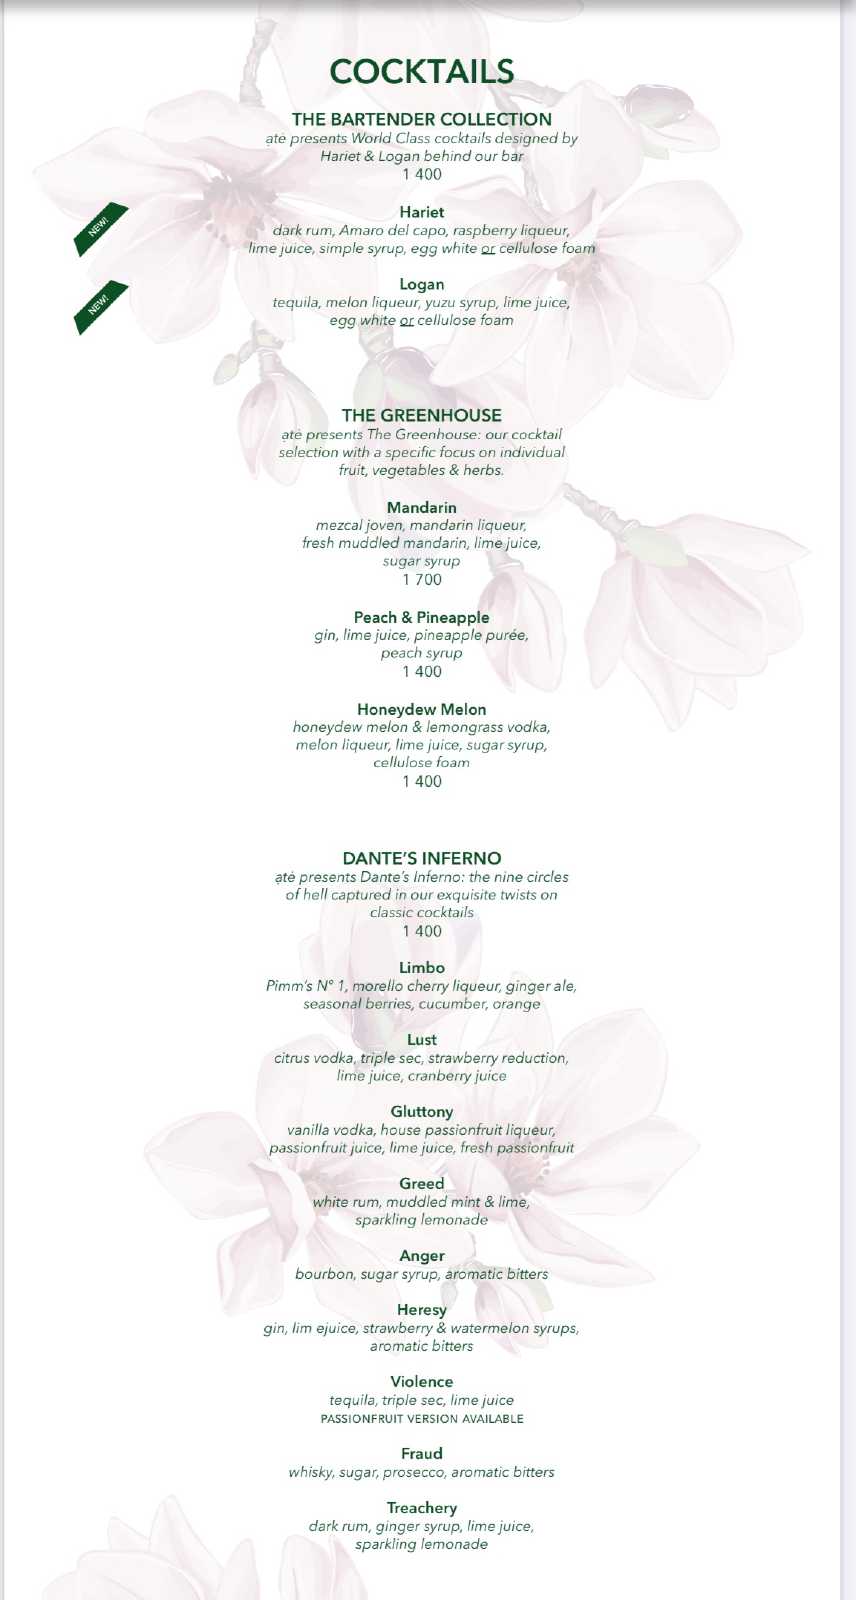 COCKTAILS
THE BARTENDER COLLECTION
ạtè presents World Class cocktails designed by
Hariet & Logan behind our bar
1 400
NEW!
Hariet
dark rum, Amaro del capo, raspberry liqueur,
lime juice, simple syrup, egg white or cellulose foam
NEW!
Logan
tequila, melon liqueur, yuzu syrup, lime juice,
egg white or cellulose foam
THE GREENHOUSE
ạtè presents The Greenhouse: our cocktail
selection with a specific focus on individual
fruit, vegetables & herbs.
Mandarin
mezcal joven, mandarin liqueur,
fresh muddled mandarin, lime juice,
sugar syrup
1 700
Peach & Pineapple
gin, lime juice, pineapple purée,
peach syrup
1 400
Honeydew Melon
honeydew melon & lemongrass vodka,
melon liqueur, lime juice, sugar syrup,
cellulose foam
1 400
DANTE’S INFERNO
ạtè presents Dante’s Inferno: the nine circles
of hell captured in our exquisite twists on
classic cocktails
1 400
Limbo
Pimm’s N° 1, morello cherry liqueur, ginger ale,
seasonal berries, cucumber, orange
Lust
citrus vodka, triple sec, strawberry reduction,
lime juice, cranberry juice
Gluttony
vanilla vodka, house passionfruit liqueur,
passionfruit juice, lime juice, fresh passionfruit
Greed
white rum, muddled mint & lime,
sparkling lemonade
Anger
bourbon, sugar syrup, aromatic bitters
Heresy
gin, lim ejuice, strawberry & watermelon syrups,
aromatic bitters
Violence
tequila, triple sec, lime juice
PASSIONFRUIT VERSION AVAILABLE
Fraud
whisky, sugar, prosecco, aromatic bitters
Treachery
dark rum, ginger syrup, lime juice,
sparkling lemonade